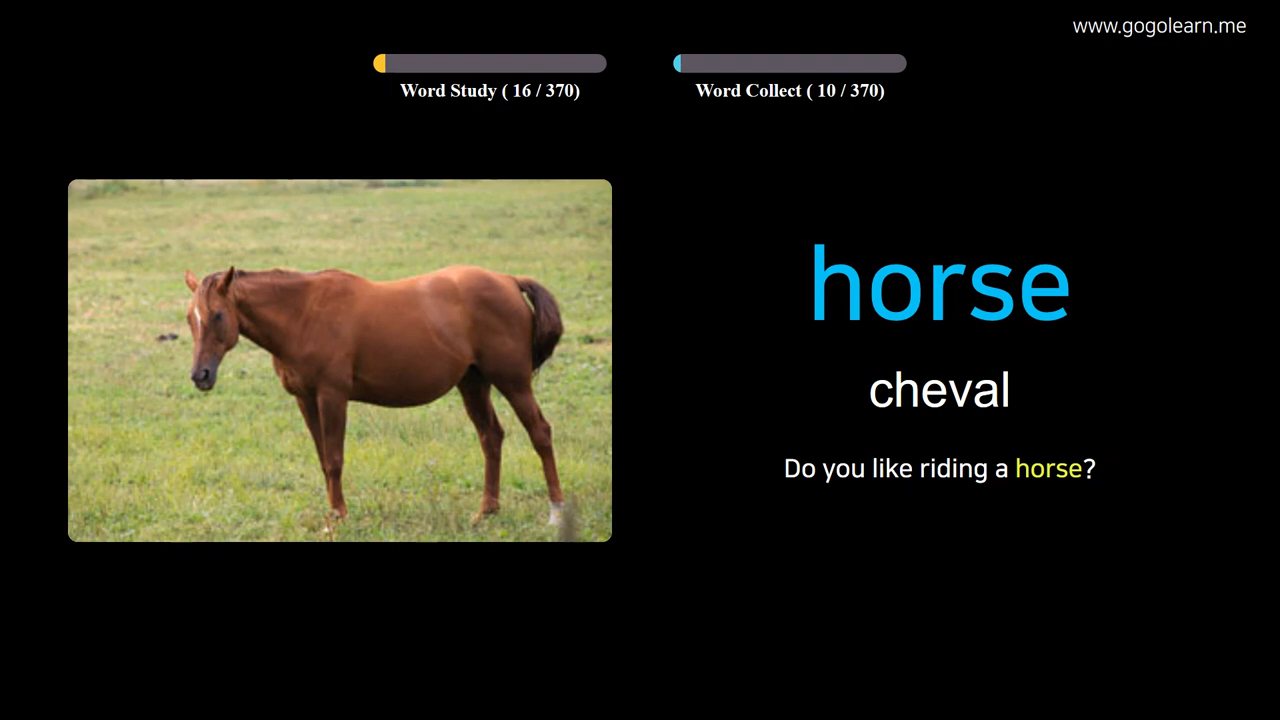 www.gogolearn.me
Word Study ( 16 / 370)
Word Collect ( 10 / 370)
horse
cheval
Do you like riding a horse?